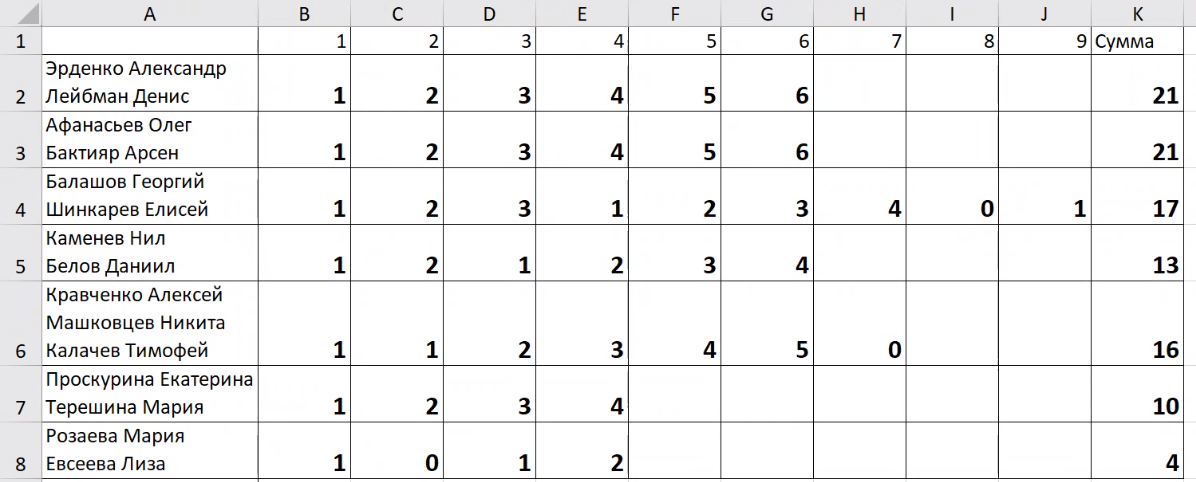 A B C D E F G H I J K
1 1 2 3 4 5 6 7 8 9 Сумма
Эрденко Александр
2 Лейбман Денис 1 2 3 4 5 6 21
Афанасьев Олег
3 Бактияр Арсен 1 2 3 4 5 6 21
Балашов Георгий
4 Шинкарев Елисей 1 2 3 1 2 3 4 0 1 17
Каменев Нил
5 Белов Даниил 1 2 1 2 3 4 13
Кравченко Алексей
Машковцев Никита
6 Калачев Тимофей 1 1 2 3 4 5 0 16
Проскурина Екатерина
7 Терешина Мария 1 2 3 4 10
Розаева Мария
8 Евсеева Лиза 1 0 1 2 4